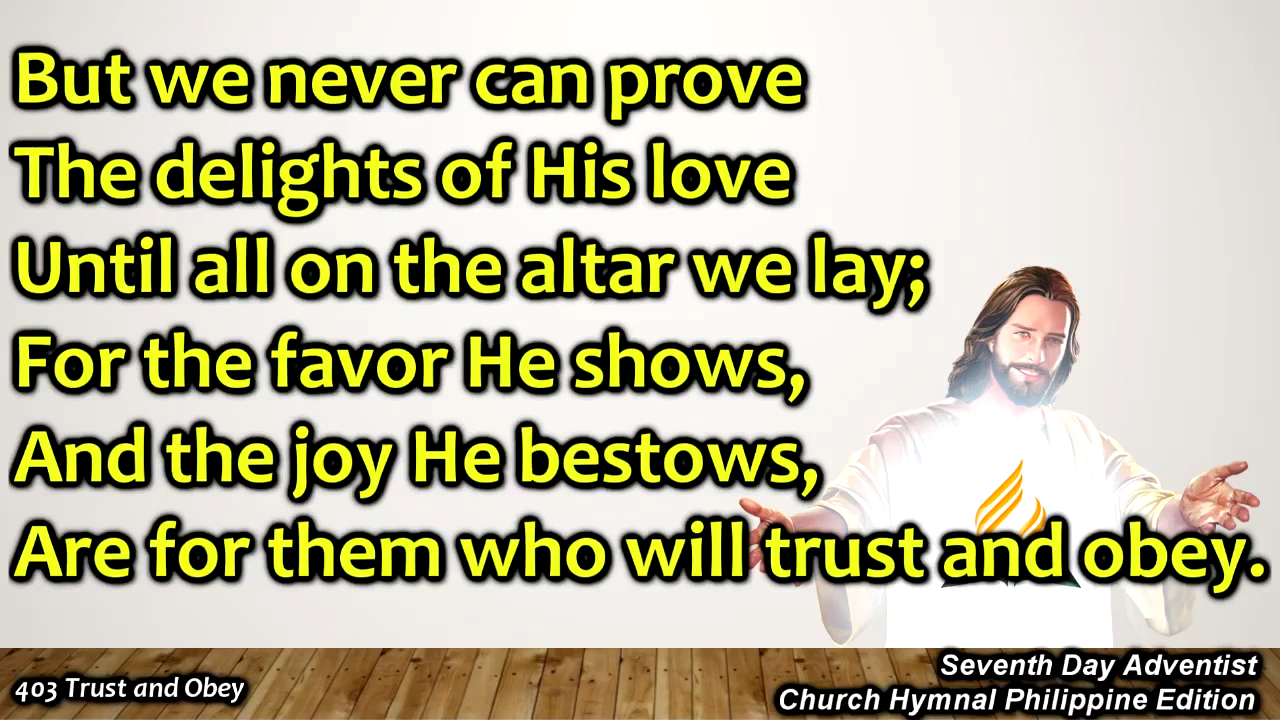 But we never can prove
The delights of His love
Until all on the altar we lay;
For the favor He shows,
And the joy He bestows,
Are for them who will trust and obey.
403 Trust and Obey
Seventh Day Adventist
Church Hymnal Philippine Edition